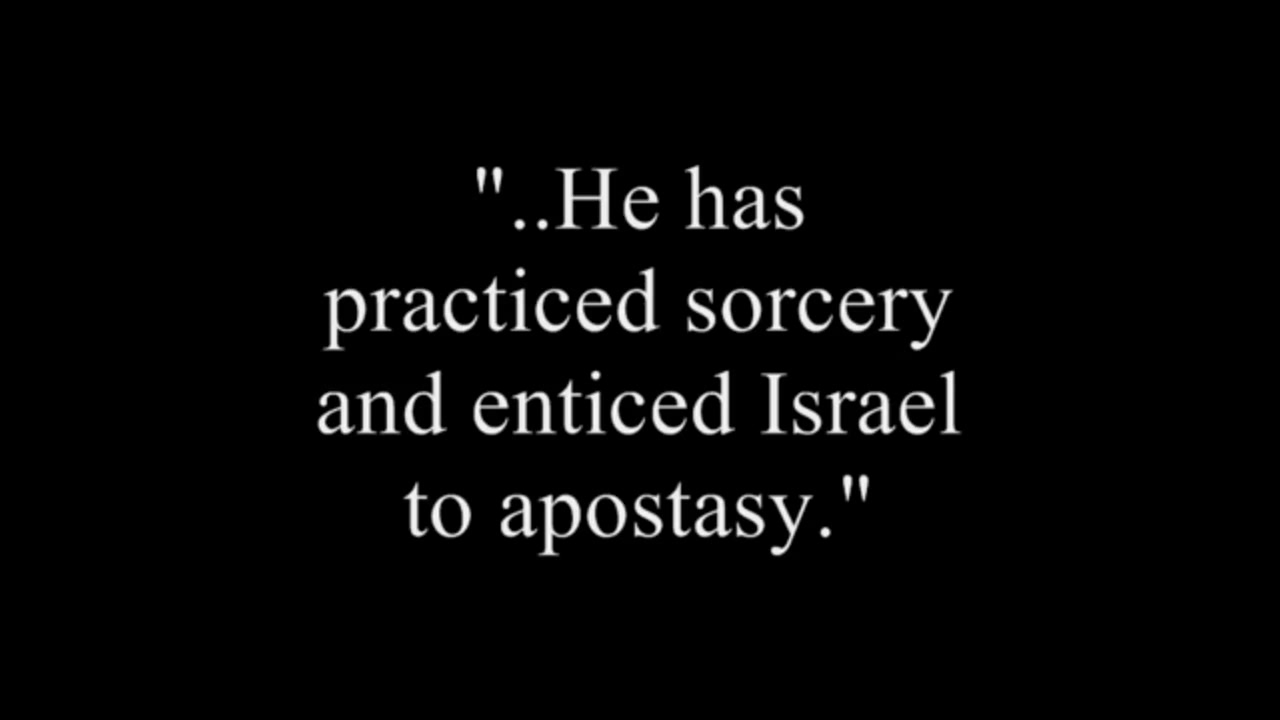 "..He has
practiced sorcery
and enticed Israel
to apostasy."